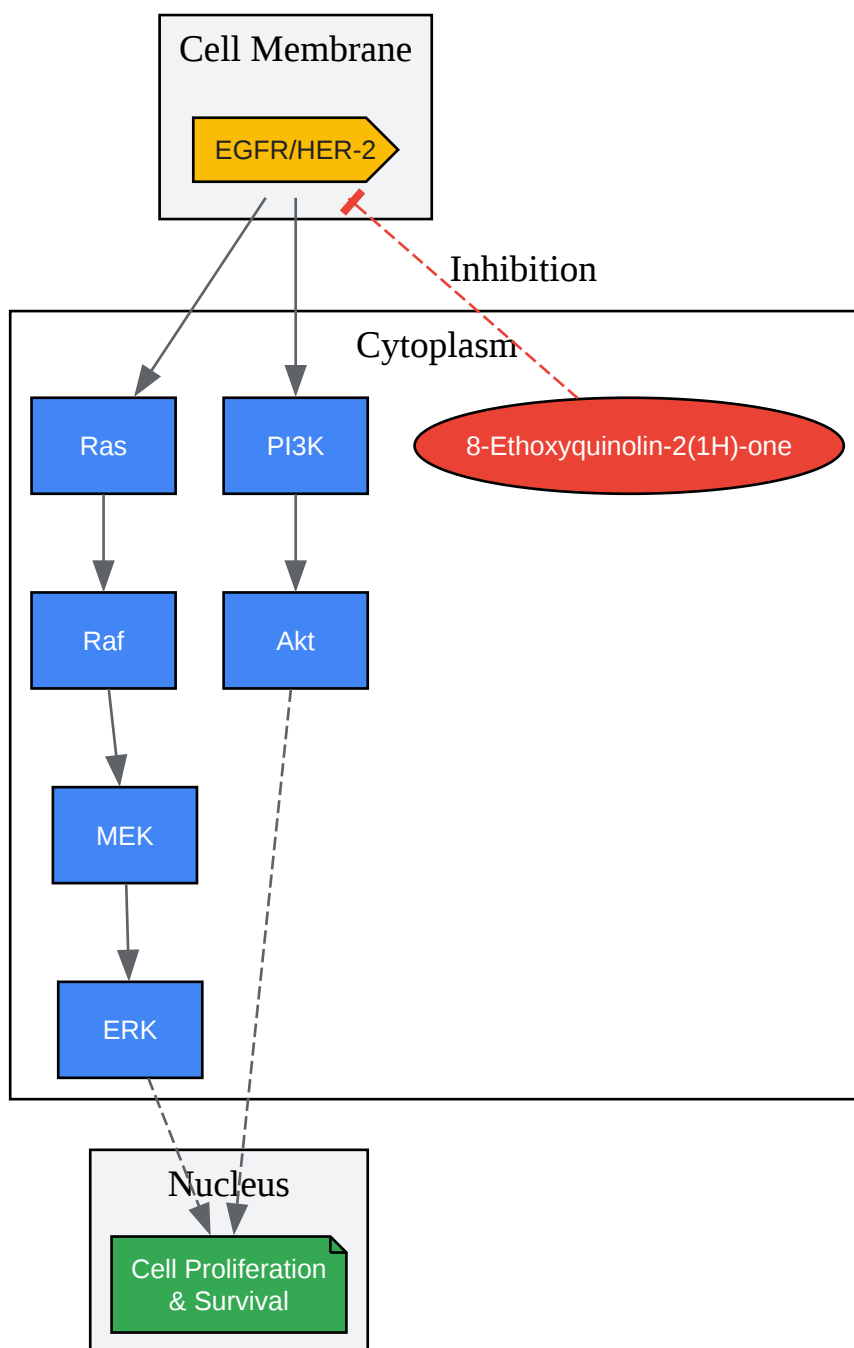 Cell Membrane
EGFR/HER-2
Inhibition
Cytoplasm
Ras
PI3K
8-Ethoxyquinolin-2(1H)-one
Raf
Akt
MEK
ERK
Nucleus
Cell Proliferation
& Survival